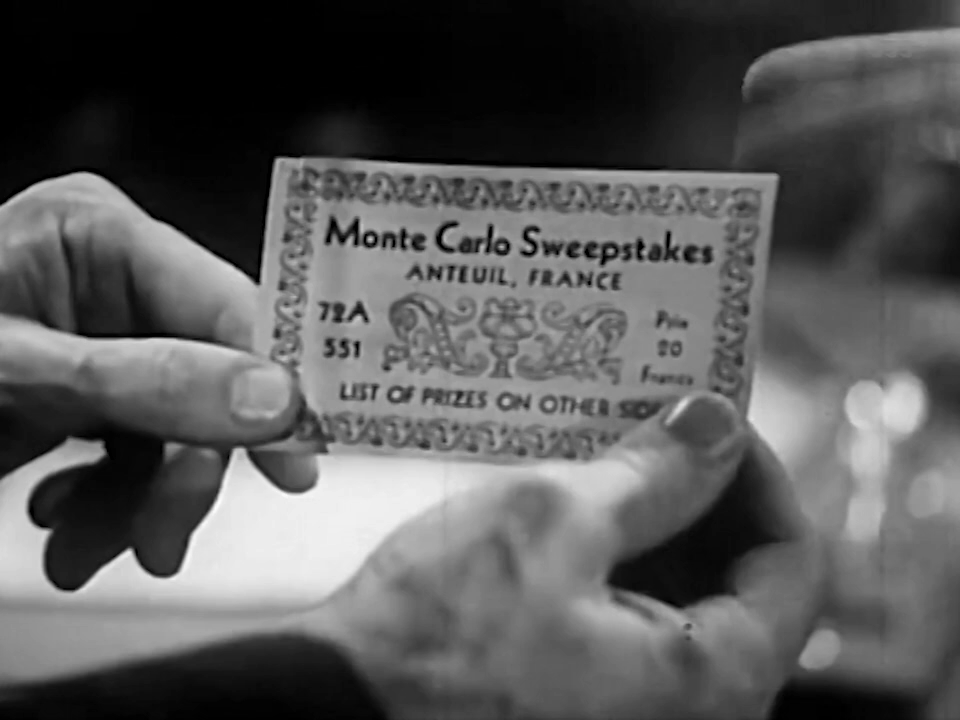 Monte Carlo Sweepstakes
ANTEUIL, FRANCE
72A
551
Prix
20
Francs
LIST OF PRIZES ON OTHER SIDE